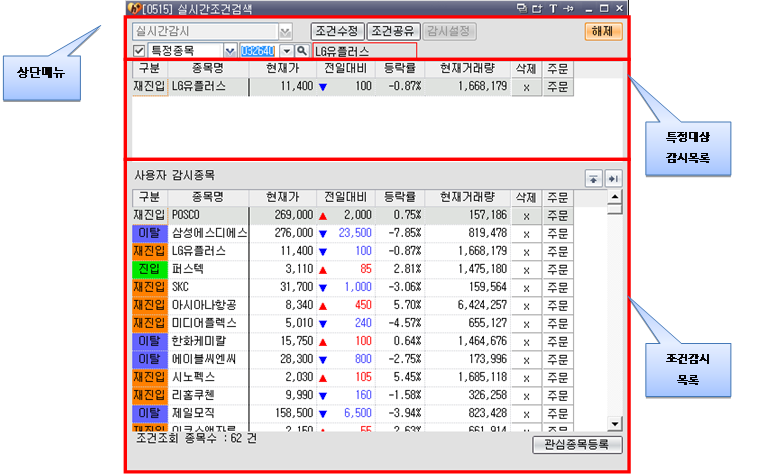 [0515] 실시간조건검색
실시간감시 조건수정 조건공유 감시설정 해제
특정종목 032640 LG유플러스
상단메뉴
구분 종목명 현재가 전일대비 등락률 현재거래량 삭제 주문
재진입 LG유플러스 11,400 ▼ 100 -0.87% 1,668,179 x 주문
특정대상
감시목록
사용자 감시종목
구분 종목명 현재가 전일대비 등락률 현재거래량 삭제 주문
재진입 POSCO 269,000 ▲ 2,000 0.75% 157,186 x 주문
이탈 삼성에스디에스 276,000 ▼ 23,500 -7.85% 819,478 x 주문
재진입 LG유플러스 11,400 ▼ 100 -0.87% 1,668,179 x 주문
진입 퍼스텍 3,110 ▲ 85 2.81% 1,475,180 x 주문
재진입 SKC 31,700 ▼ 1,000 -3.06% 159,564 x 주문
재진입 아시아나항공 8,340 ▲ 450 5.70% 6,424,257 x 주문
재진입 미디어플렉스 5,010 ▼ 240 -4.57% 655,127 x 주문
이탈 한화케미칼 15,750 ▲ 100 0.64% 1,464,676 x 주문
이탈 에이블씨엔씨 28,300 ▼ 800 -2.75% 173,996 x 주문
재진입 시노펙스 2,030 ▲ 105 5.45% 1,685,118 x 주문
재진입 리홈쿠첸 9,990 ▼ 160 -1.58% 326,258 x 주문
이탈 제일모직 158,500 ▼ 6,500 -3.94% 823,428 x 주문
재진입 2,150 ▲ 55 2.63% 661,914 x 주문
조건감시
목록
조건조회 종목수 : 62 건
관심종목등록